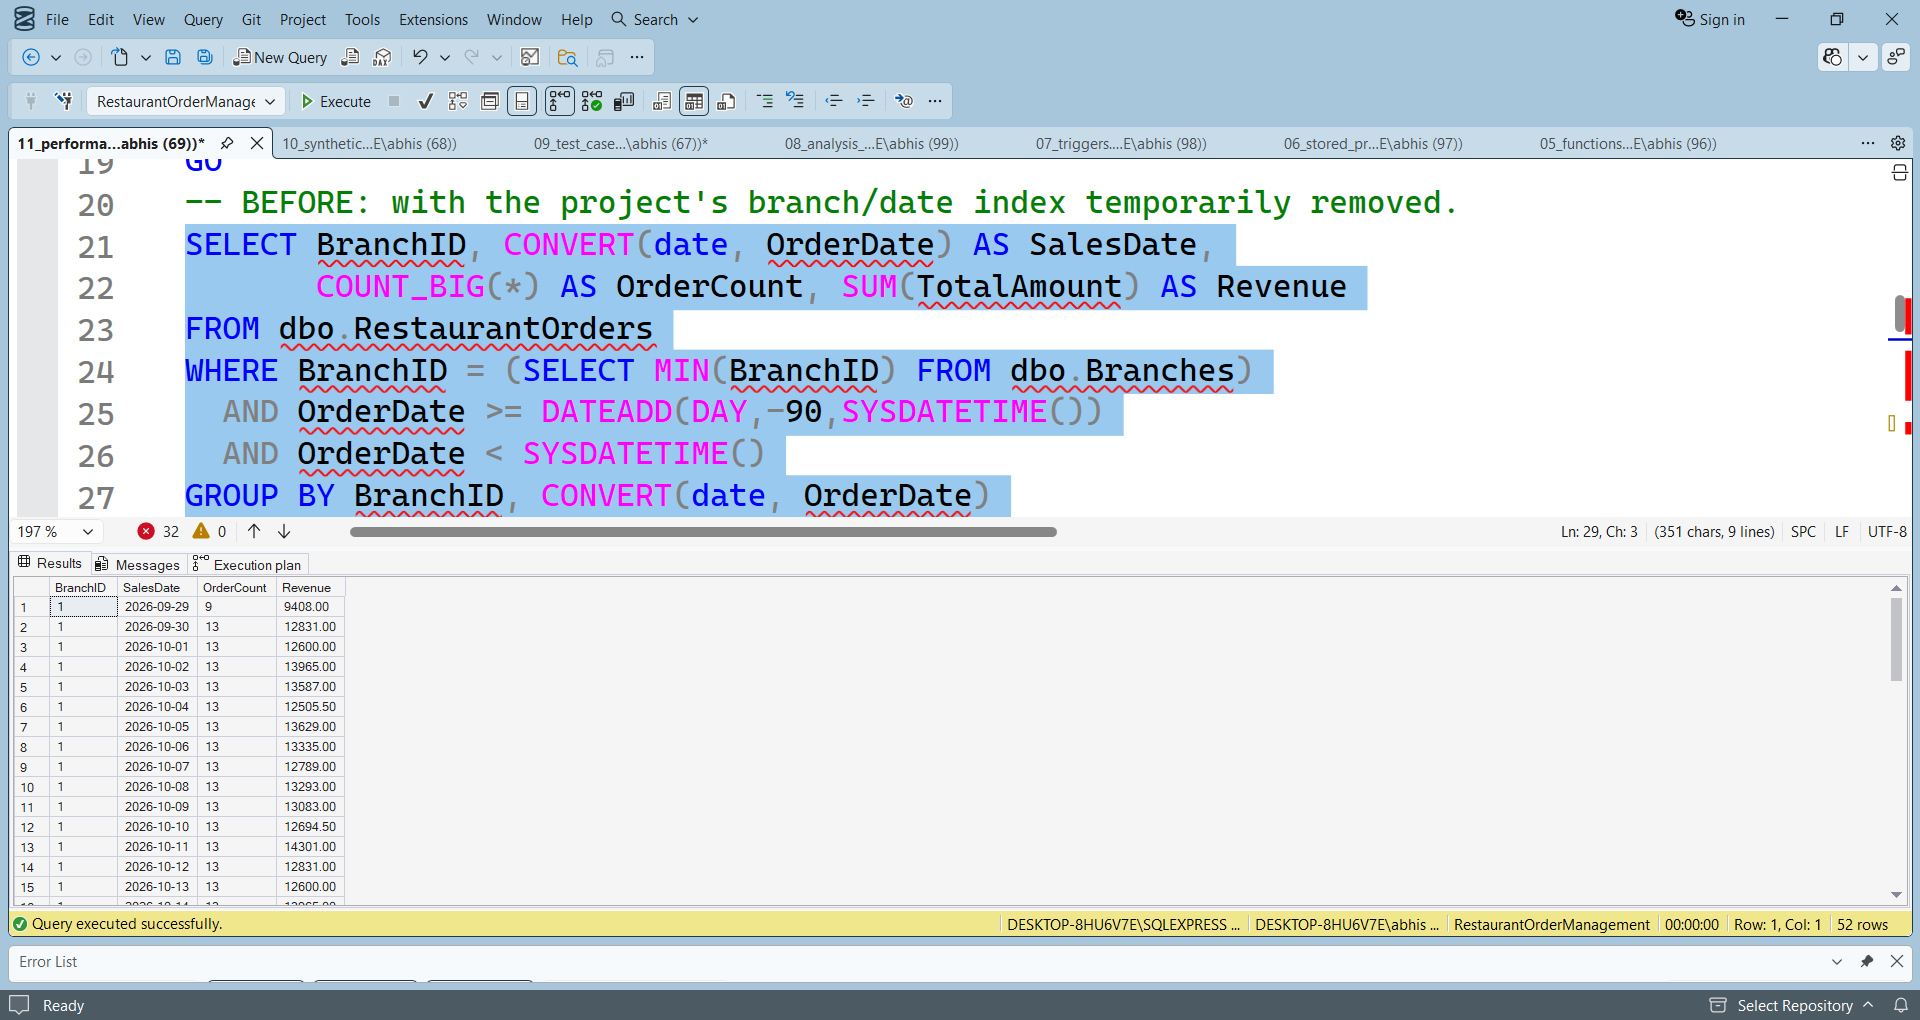 File Edit View Query Git Project Tools Extensions Window Help Search Sign in
New Query
RestaurantOrderManage Execute
11_performa...abhis (69))* 10_synthetic...E\abhis (68)) 09_test_case...\abhis (67))* 08_analysis_...E\abhis (99)) 07_triggers....E\abhis (98)) 06_stored_pr...E\abhis (97)) 05_functions...E\abhis (96))
19 GO
20 -- BEFORE: with the project's branch/date index temporarily removed.
21 SELECT BranchID, CONVERT(date, OrderDate) AS SalesDate,
22 COUNT_BIG(*) AS OrderCount, SUM(TotalAmount) AS Revenue
23 FROM dbo.RestaurantOrders
24 WHERE BranchID = (SELECT MIN(BranchID) FROM dbo.Branches)
25 AND OrderDate >= DATEADD(DAY,-90,SYSDATETIME())
26 AND OrderDate < SYSDATETIME()
27 GROUP BY BranchID, CONVERT(date, OrderDate)
197 % 32 0 Ln: 29, Ch: 3 (351 chars, 9 lines) SPC LF UTF-8
Results Messages Execution plan
BranchID SalesDate OrderCount Revenue
1 1 2026-09-29 9 9408.00
2 1 2026-09-30 13 12831.00
3 1 2026-10-01 13 12600.00
4 1 2026-10-02 13 13965.00
5 1 2026-10-03 13 13587.00
6 1 2026-10-04 13 12505.50
7 1 2026-10-05 13 13629.00
8 1 2026-10-06 13 13335.00
9 1 2026-10-07 13 12789.00
10 1 2026-10-08 13 13293.00
11 1 2026-10-09 13 13083.00
12 1 2026-10-10 13 12694.50
13 1 2026-10-11 13 14301.00
14 1 2026-10-12 13 12831.00
15 1 2026-10-13 13 12600.00
Query executed successfully. DESKTOP-8HU6V7E\SQLEXPRESS ... DESKTOP-8HU6V7E\abhis ... RestaurantOrderManagement 00:00:00 Row: 1, Col: 1 52 rows
Error List
Ready Select Repository